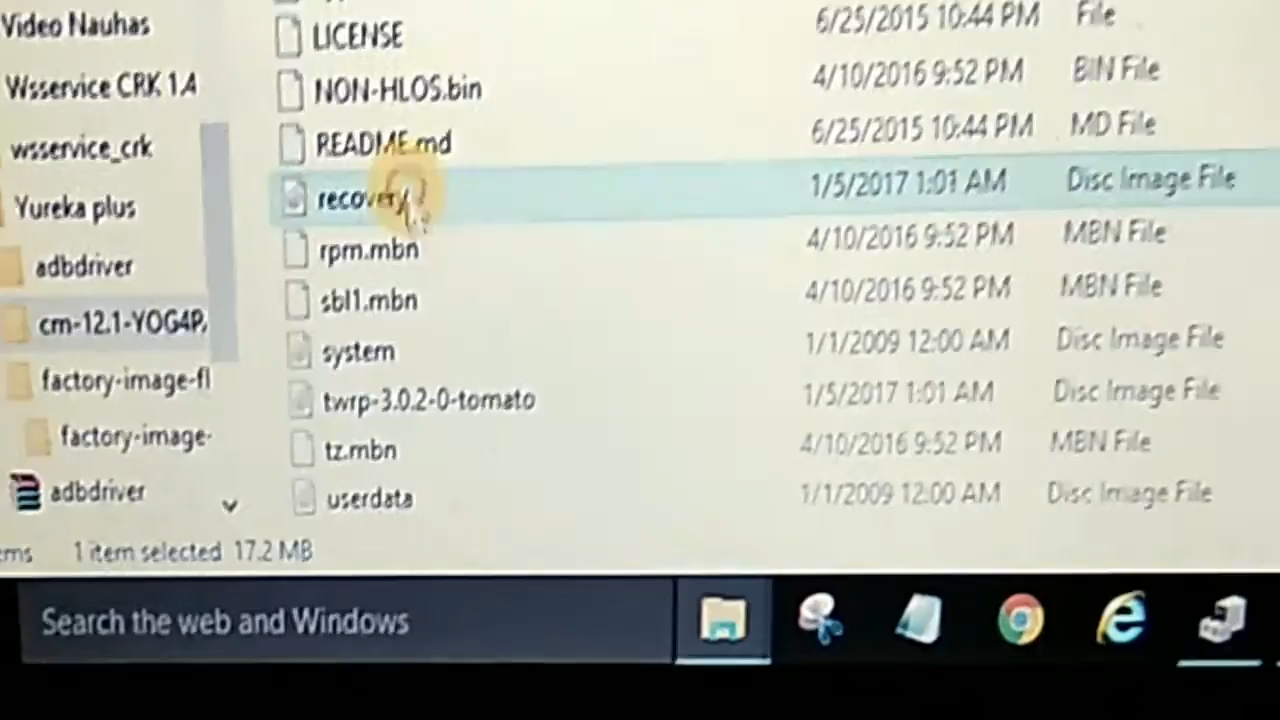 Video Nauhas
Wsservice CRK 1.4
wsservice_crk
Yureka plus
adbdriver
cm-12.1-YOG4P
factory-image-fl
factory-image-
adbdriver
6/25/2015 10:44 PM File
LICENSE
NON-HLOS.bin 4/10/2016 9:52 PM BIN File
README.md 6/25/2015 10:44 PM MD File
recovery 1/5/2017 1:01 AM Disc Image File
rpm.mbn 4/10/2016 9:52 PM MBN File
sbl1.mbn 4/10/2016 9:52 PM MBN File
system 1/1/2009 12:00 AM Disc Image File
twrp-3.0.2-0-tomato 1/5/2017 1:01 AM Disc Image File
tz.mbn 4/10/2016 9:52 PM MBN File
userdata 1/1/2009 12:00 AM Disc Image File
ems 1 item selected 17.2 MB
Search the web and Windows